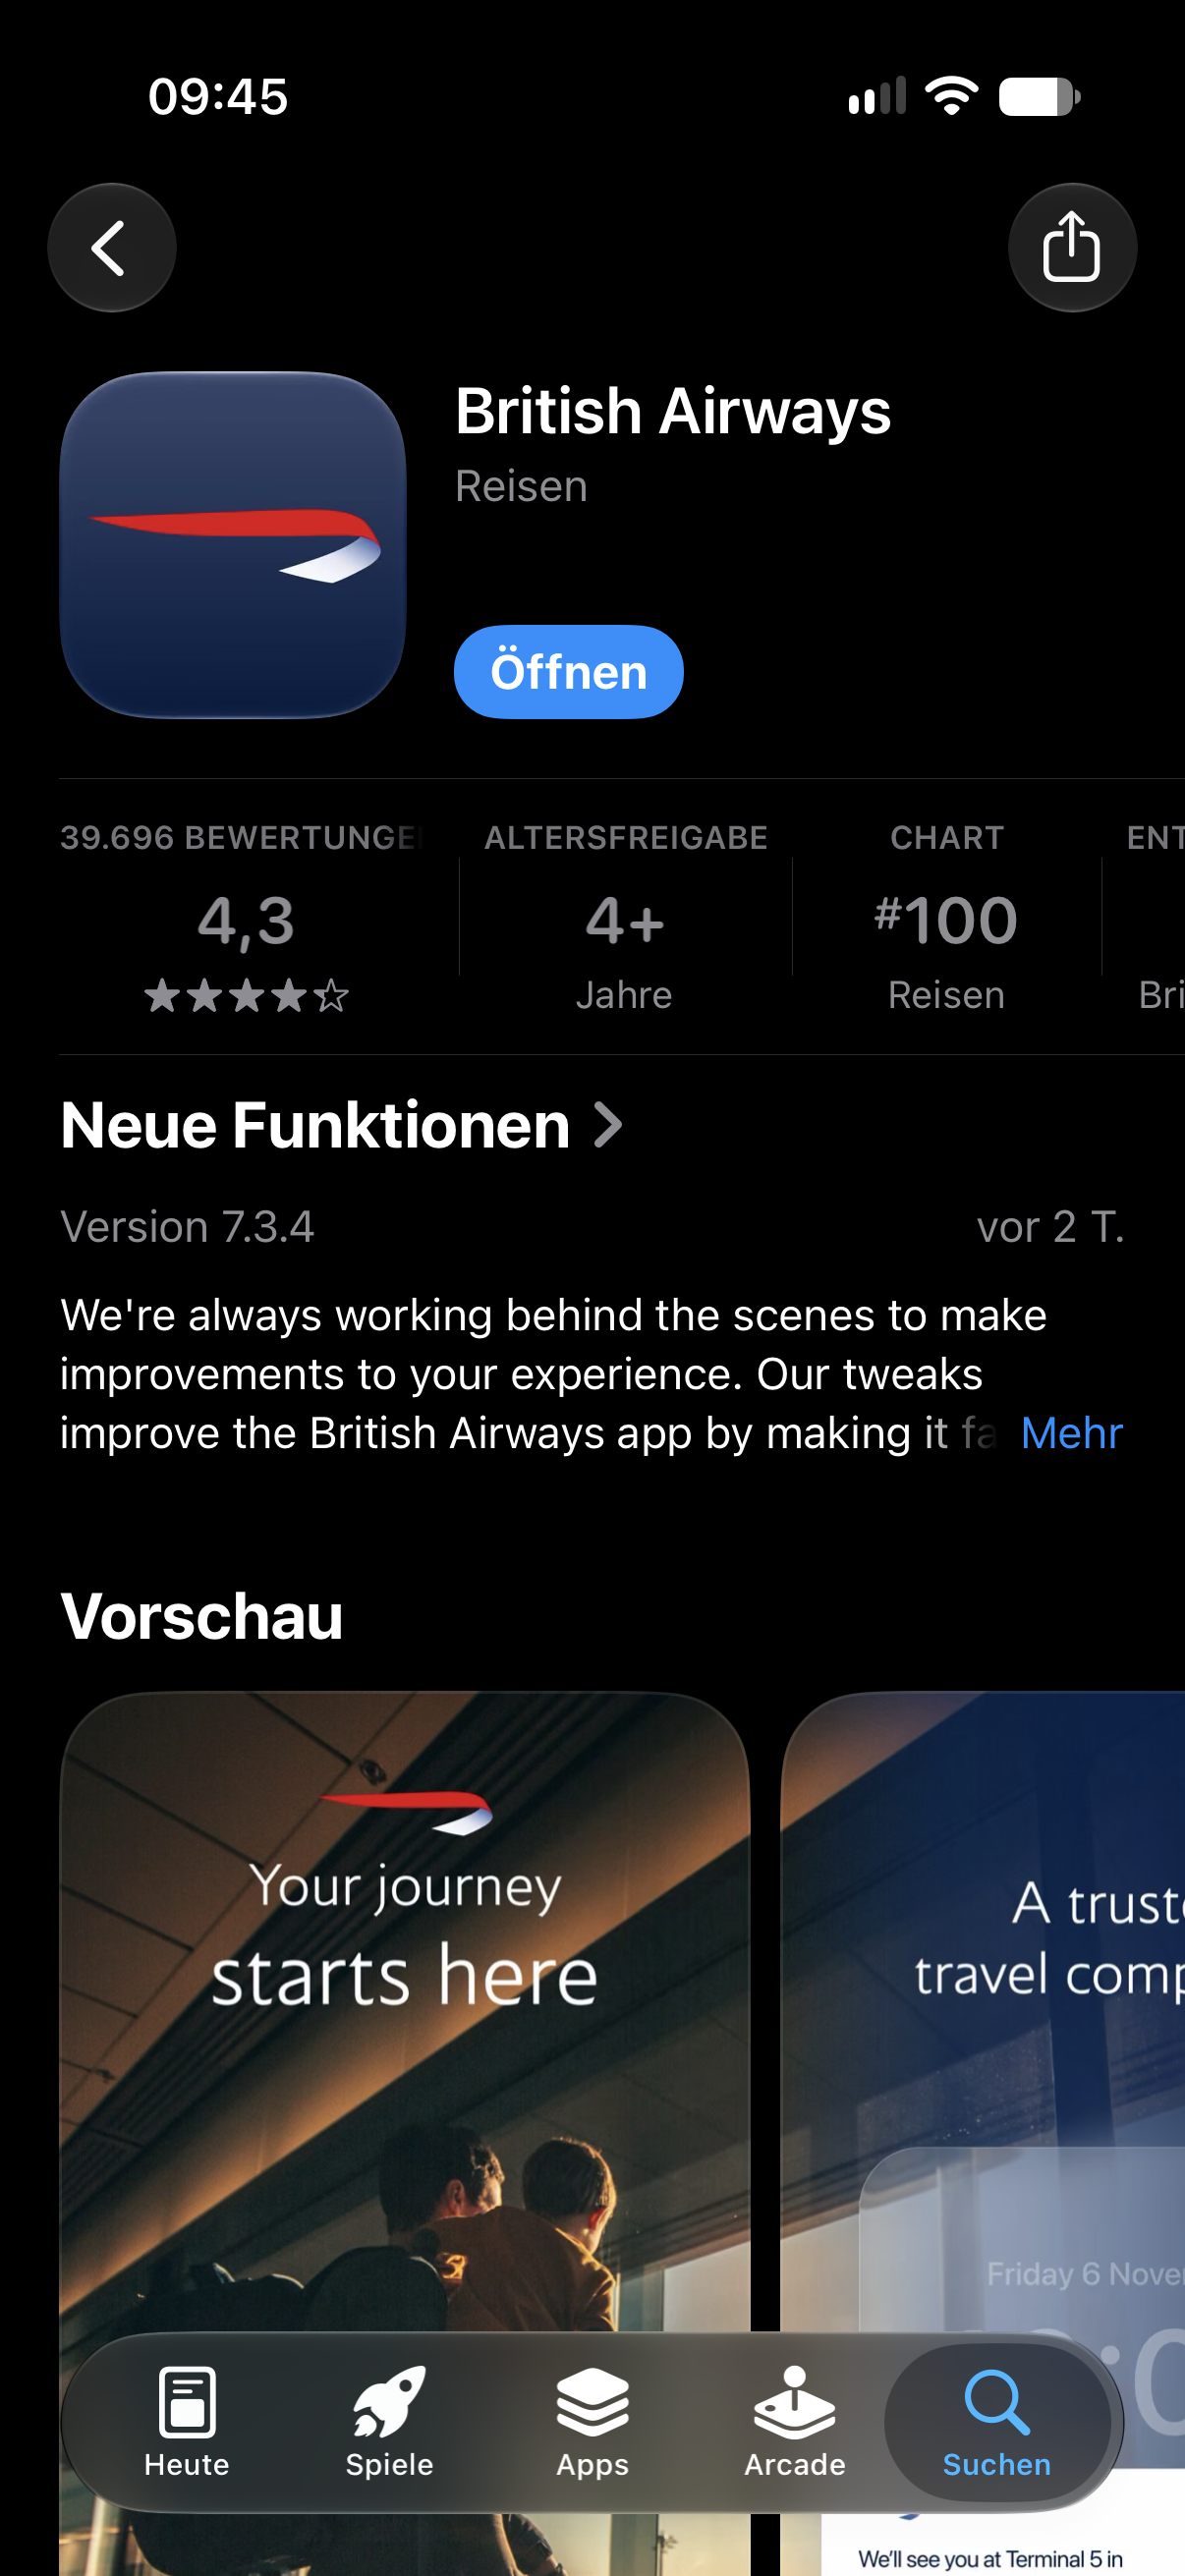 09:45
British Airways
Reisen
Öffnen
39.696 BEWERTUNGEN
4,3
ALTERSFREIGABE
4+
Jahre
CHART
#100
Reisen
ENT
Bri
Neue Funktionen
Version 7.3.4
vor 2 T.
We're always working behind the scenes to make
improvements to your experience. Our tweaks
improve the British Airways app by making it fa Mehr
Vorschau
Your journey
starts here
A trust
travel comp
Friday 6 Nove
Heute
Spiele
Apps
Arcade
Suchen
We'll see you at Terminal 5 in